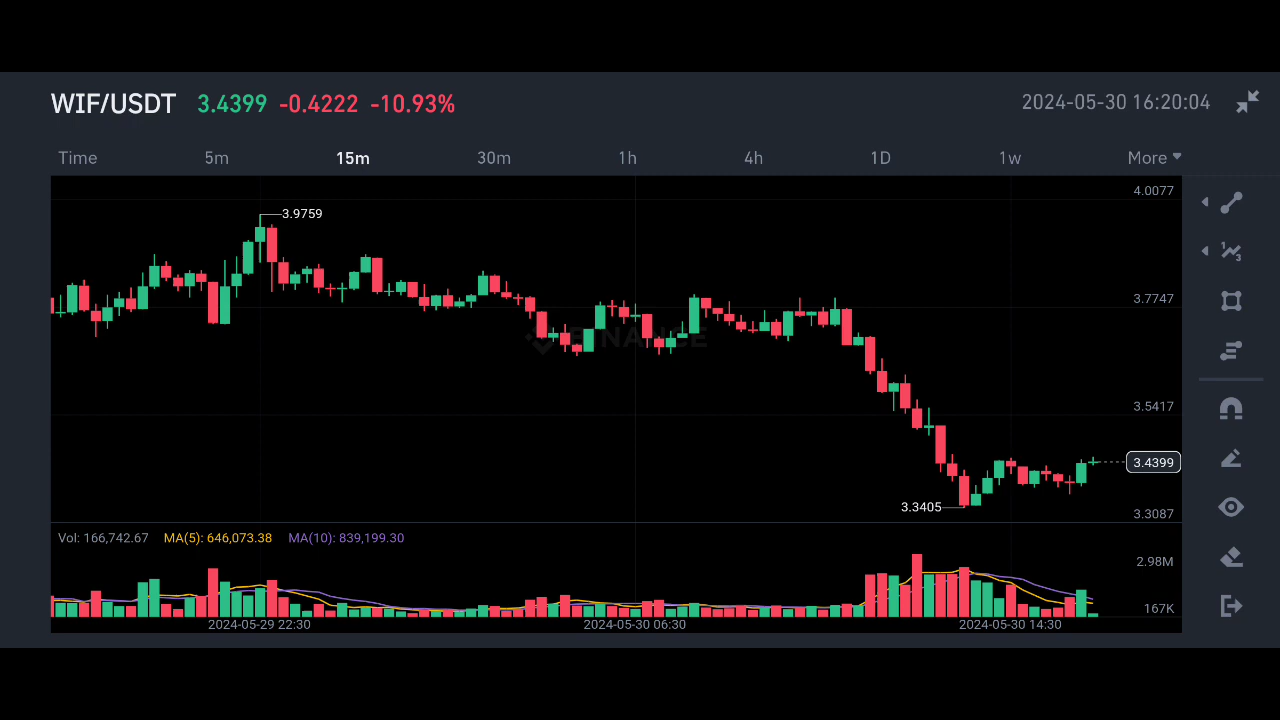 WIF/USDT 3.4399 -0.4222 -10.93% 2024-05-30 16:20:04
Time 5m 15m 30m 1h 4h 1D 1w More
4.0077
3.9759
3.7747
BINANCE
3.5417
3.4399
3.3405
3.3087
Vol: 166,742.67 MA(5): 646,073.38 MA(10): 839,199.30
2.98M
167K
2024-05-29 22:30 2024-05-30 06:30 2024-05-30 14:30